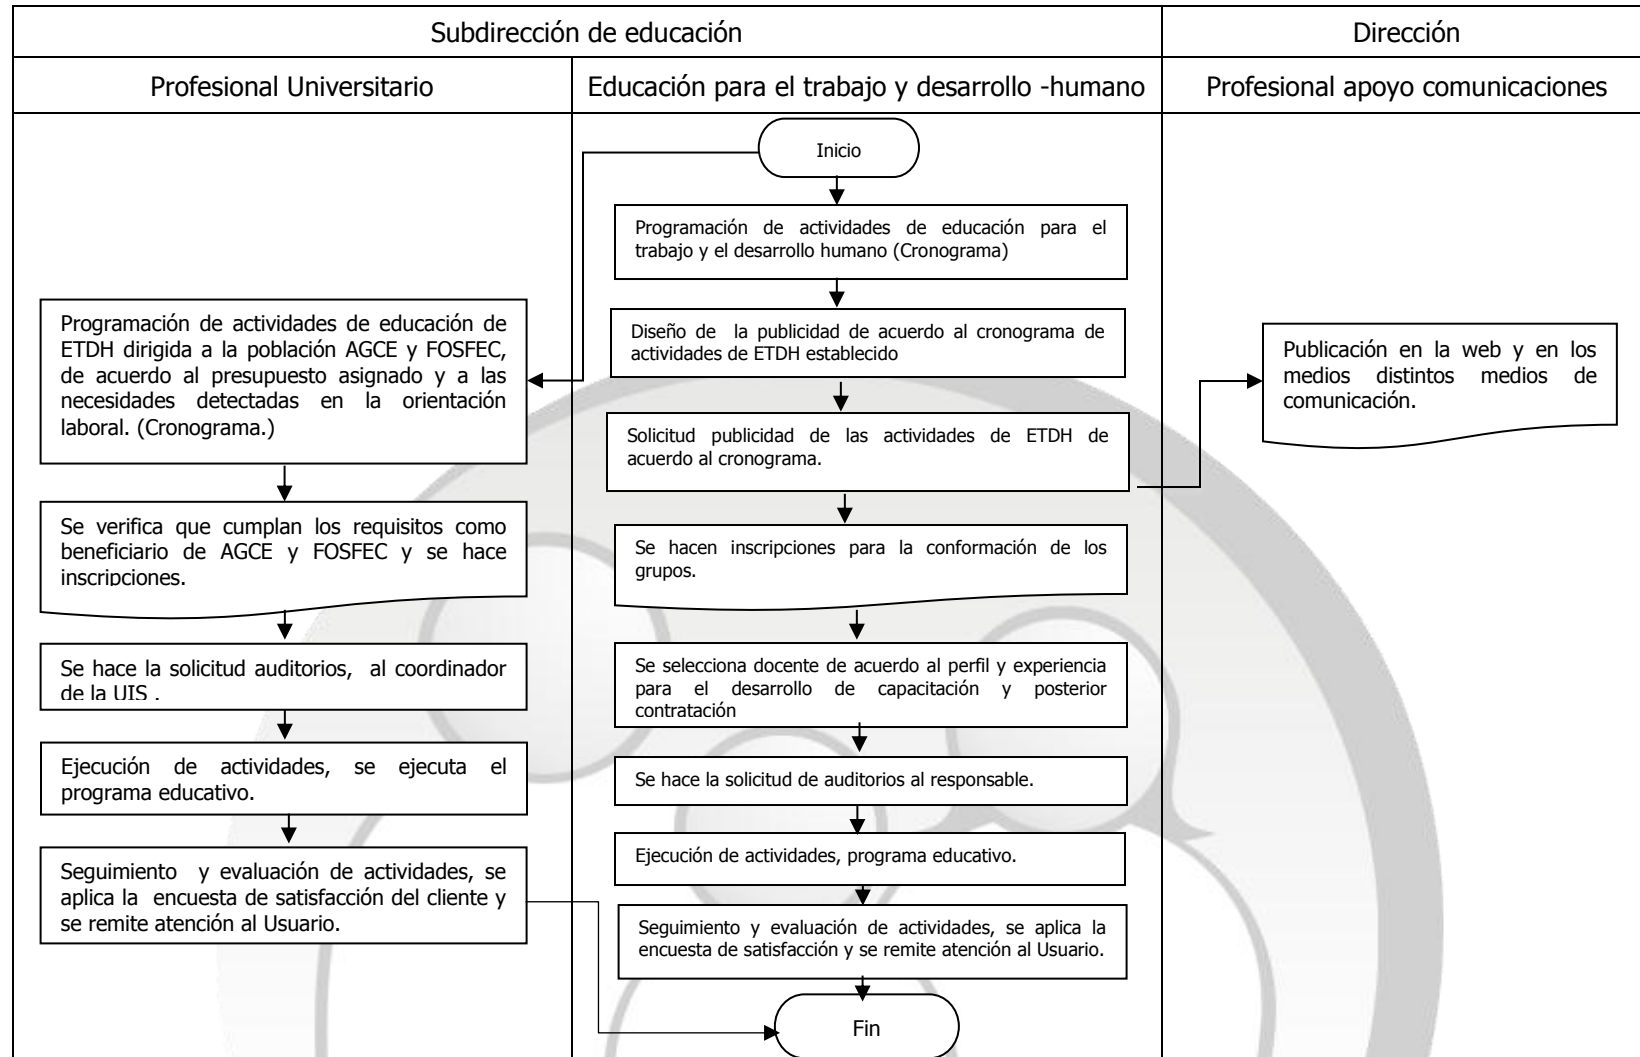 Subdirección de educación
Dirección
Profesional Universitario
Educación para el trabajo y desarrollo -humano
Profesional apoyo comunicaciones
Inicio
Programación de actividades de educación para el
trabajo y el desarrollo humano (Cronograma)
Diseño de la publicidad de acuerdo al cronograma de
actividades de ETDH establecido
Solicitud publicidad de las actividades de ETDH de
acuerdo al cronograma.
Se hacen inscripciones para la conformación de los
grupos.
Se selecciona docente de acuerdo al perfil y experiencia
para el desarrollo de capacitación y posterior
contratación
Se hace la solicitud de auditorios al responsable.
Ejecución de actividades, programa educativo.
Seguimiento y evaluación de actividades, se aplica la
encuesta de satisfacción y se remite atención al Usuario.
Fin
Programación de actividades de educación de
ETDH dirigida a la población AGCE y FOSFEC,
de acuerdo al presupuesto asignado y a las
necesidades detectadas en la orientación
laboral. (Cronograma.)
Se verifica que cumplan los requisitos como
beneficiario de AGCE y FOSFEC y se hace
inscripciones.
Se hace la solicitud auditorios, al coordinador
de la UIS .
Ejecución de actividades, se ejecuta el
programa educativo.
Seguimiento y evaluación de actividades, se
aplica la encuesta de satisfacción del cliente y
se remite atención al Usuario.
Publicación en la web y en los
medios distintos medios de
comunicación.